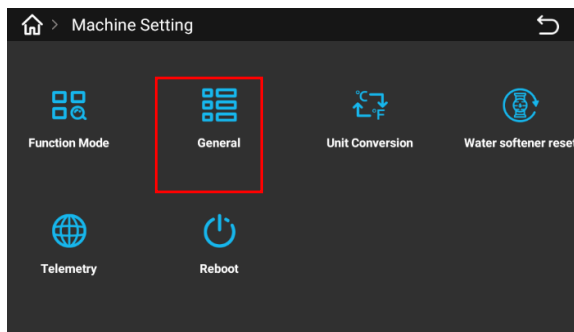 > Machine Setting
Function Mode
General
°C °F
Unit Conversion
Water softener reset
Telemetry
Reboot